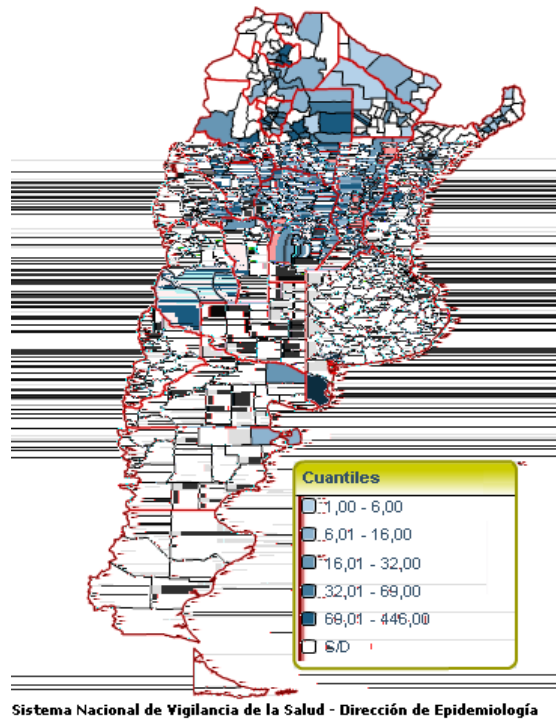 Cuantiles
1,00 - 6,00
6,01 - 16,00
16,01 - 32,00
32,01 - 69,00
69,01 - 446,00
S/D
Sistema Nacional de Vigilancia de la Salud - Dirección de Epidemiología